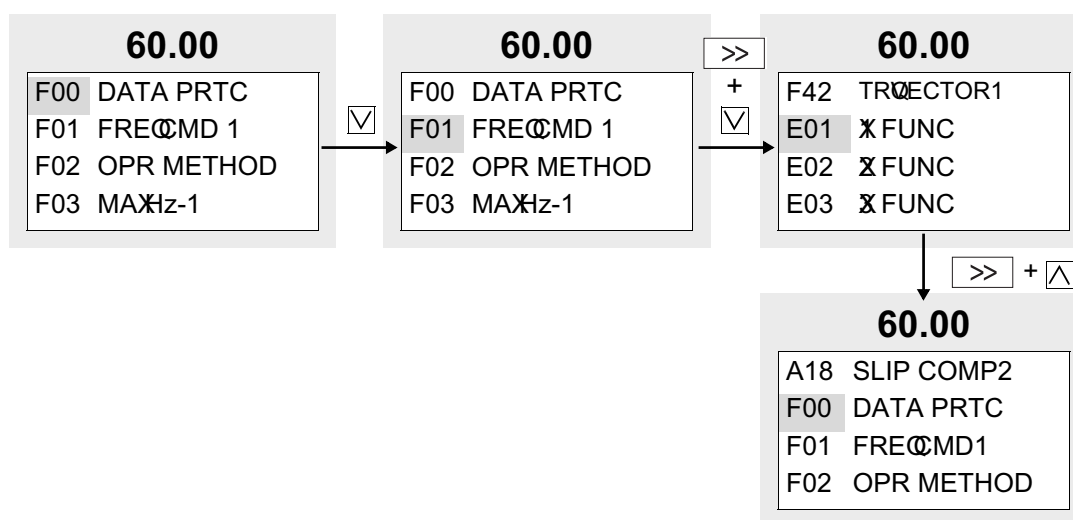 60.00
F00 DATA PRTC
F01 FREQ CMD 1
F02 OPR METHOD
F03 MAX Hz-1
∨
60.00
F00 DATA PRTC
F01 FREQ CMD 1
F02 OPR METHOD
F03 MAX Hz-1
>>
+
∨
60.00
F42 TRQVECTOR1
E01 X1 FUNC
E02 X2 FUNC
E03 X3 FUNC
>> + ∧
60.00
A18 SLIP COMP2
F00 DATA PRTC
F01 FREQ CMD1
F02 OPR METHOD